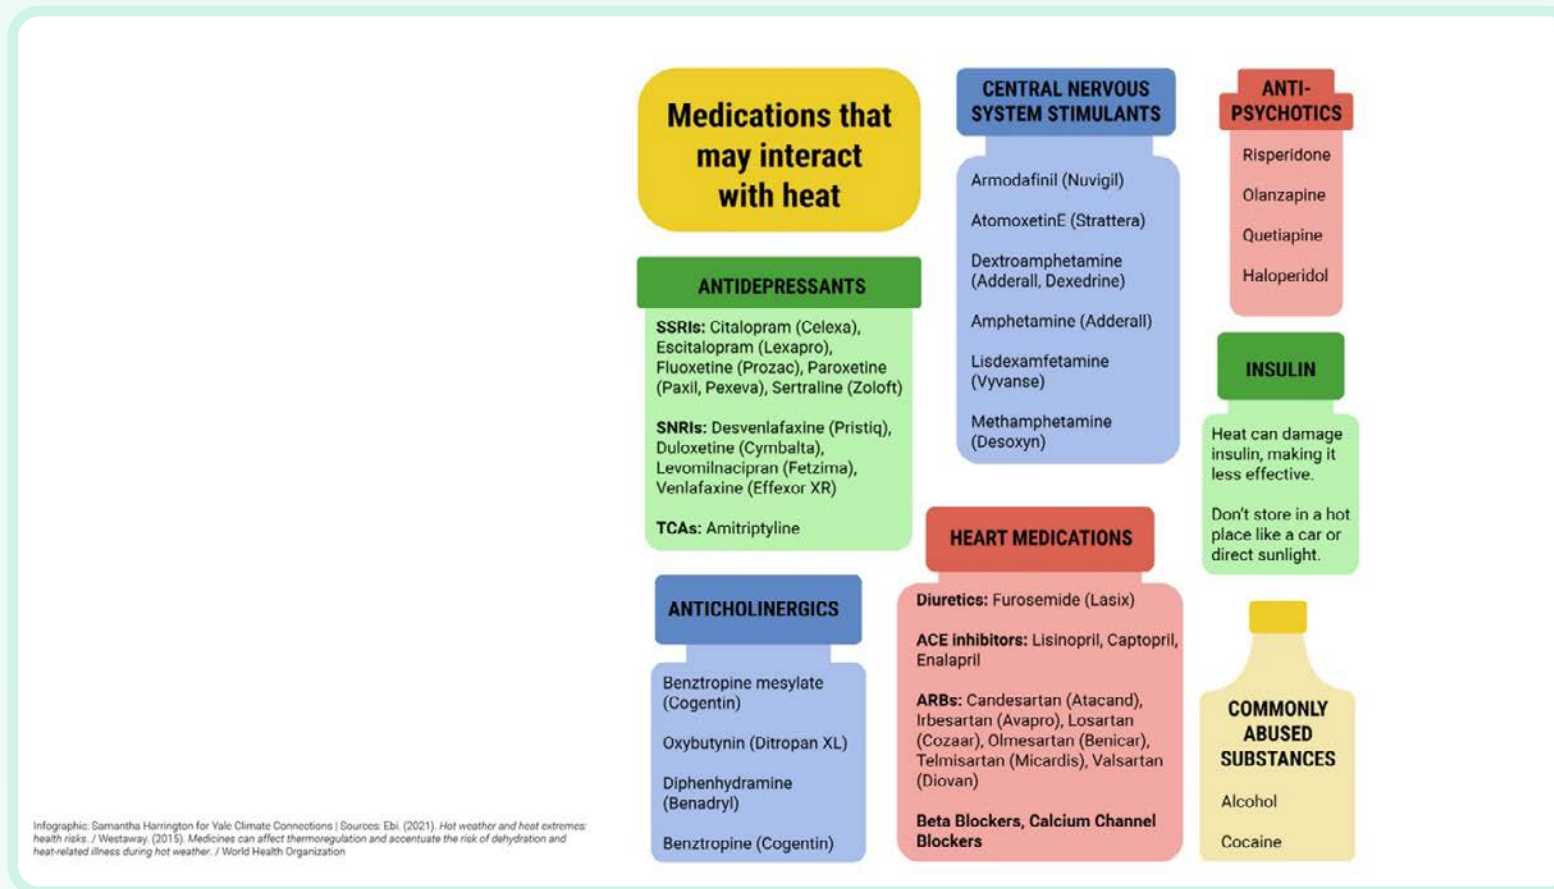 Medications that
may interact
with heat
ANTIDEPRESSANTS
SSRIs: Citalopram (Celexa),
Escitalopram (Lexapro),
Fluoxetine (Prozac), Paroxetine
(Paxil, Pexeva), Sertraline (Zoloft)
SNRIs: Desvenlafaxine (Pristiq),
Duloxetine (Cymbalta),
Levomilnacipran (Fetzima),
Venlafaxine (Effexor XR)
TCAs: Amitriptyline
ANTICHOLINERGICS
Benztropine mesylate
(Cogentin)
Oxybutynin (Ditropan XL)
Diphenhydramine
(Benadryl)
Benztropine (Cogentin)
CENTRAL NERVOUS
SYSTEM STIMULANTS
Armodafinil (Nuvigil)
AtomoxetinE (Strattera)
Dextroamphetamine
(Adderall, Dexedrine)
Amphetamine (Adderall)
Lisdexamfetamine
(Vyvanse)
Methamphetamine
(Desoxyn)
HEART MEDICATIONS
Diuretics: Furosemide (Lasix)
ACE inhibitors: Lisinopril, Captopril,
Enalapril
ARBs: Candesartan (Atacand),
Irbesartan (Avapro), Losartan
(Cozaar), Olmesartan (Benicar),
Telmisartan (Micardis), Valsartan
(Diovan)
Beta Blockers, Calcium Channel
Blockers
ANTI-
PSYCHOTICS
Risperidone
Olanzapine
Quetiapine
Haloperidol
INSULIN
Heat can damage
insulin, making it
less effective.
Don't store in a hot
place like a car or
direct sunlight.
COMMONLY
ABUSED
SUBSTANCES
Alcohol
Cocaine
Infographic: Samantha Harrington for Yale Climate Connections | Sources: Ebi. (2021). Hot weather and heat extremes:
health risks. / Westaway. (2015). Medicines can affect thermoregulation and accentuate the risk of dehydration and
heat-related illness during hot weather. / World Health Organization